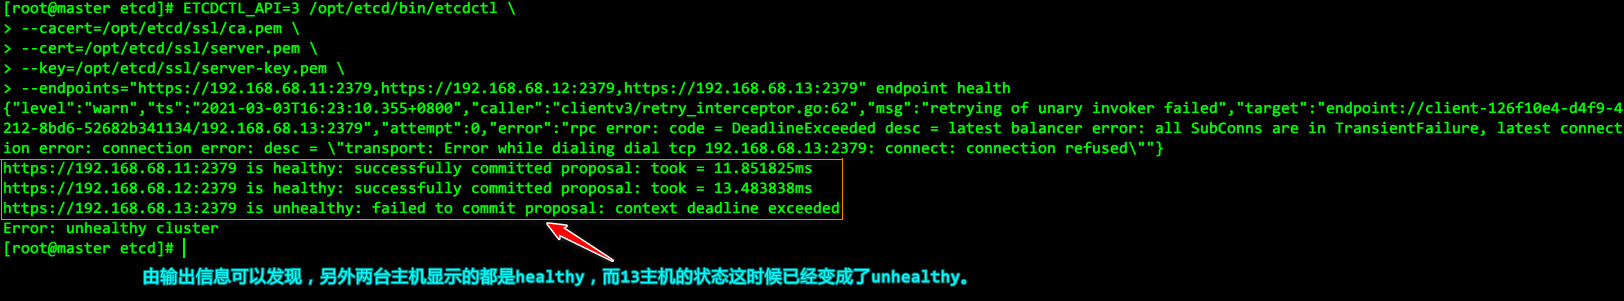 [root@master etcd]# ETCDCTL_API=3 /opt/etcd/bin/etcdctl \
> --cacert=/opt/etcd/ssl/ca.pem \
> --cert=/opt/etcd/ssl/server.pem \
> --key=/opt/etcd/ssl/server-key.pem \
> --endpoints="https://192.168.68.11:2379,https://192.168.68.12:2379,https://192.168.68.13:2379" endpoint health
{"level":"warn","ts":"2021-03-03T16:23:10.355+0800","caller":"clientv3/retry_interceptor.go:62","msg":"retrying of unary invoker failed","target":"endpoint://client-126f10e4-d4f9-4
212-8bd6-52682b341134/192.168.68.13:2379","attempt":0,"error":"rpc error: code = DeadlineExceeded desc = latest balancer error: all SubConns are in TransientFailure, latest connect
ion error: connection error: desc = \"transport: Error while dialing dial tcp 192.168.68.13:2379: connect: connection refused\""}
https://192.168.68.11:2379 is healthy: successfully committed proposal: took = 11.851825ms
https://192.168.68.12:2379 is healthy: successfully committed proposal: took = 13.483838ms
https://192.168.68.13:2379 is unhealthy: failed to commit proposal: context deadline exceeded
Error: unhealthy cluster
[root@master etcd]#
由输出信息可以发现，另外两台主机显示的都是healthy，而13主机的状态这时候已经变成了unhealthy。